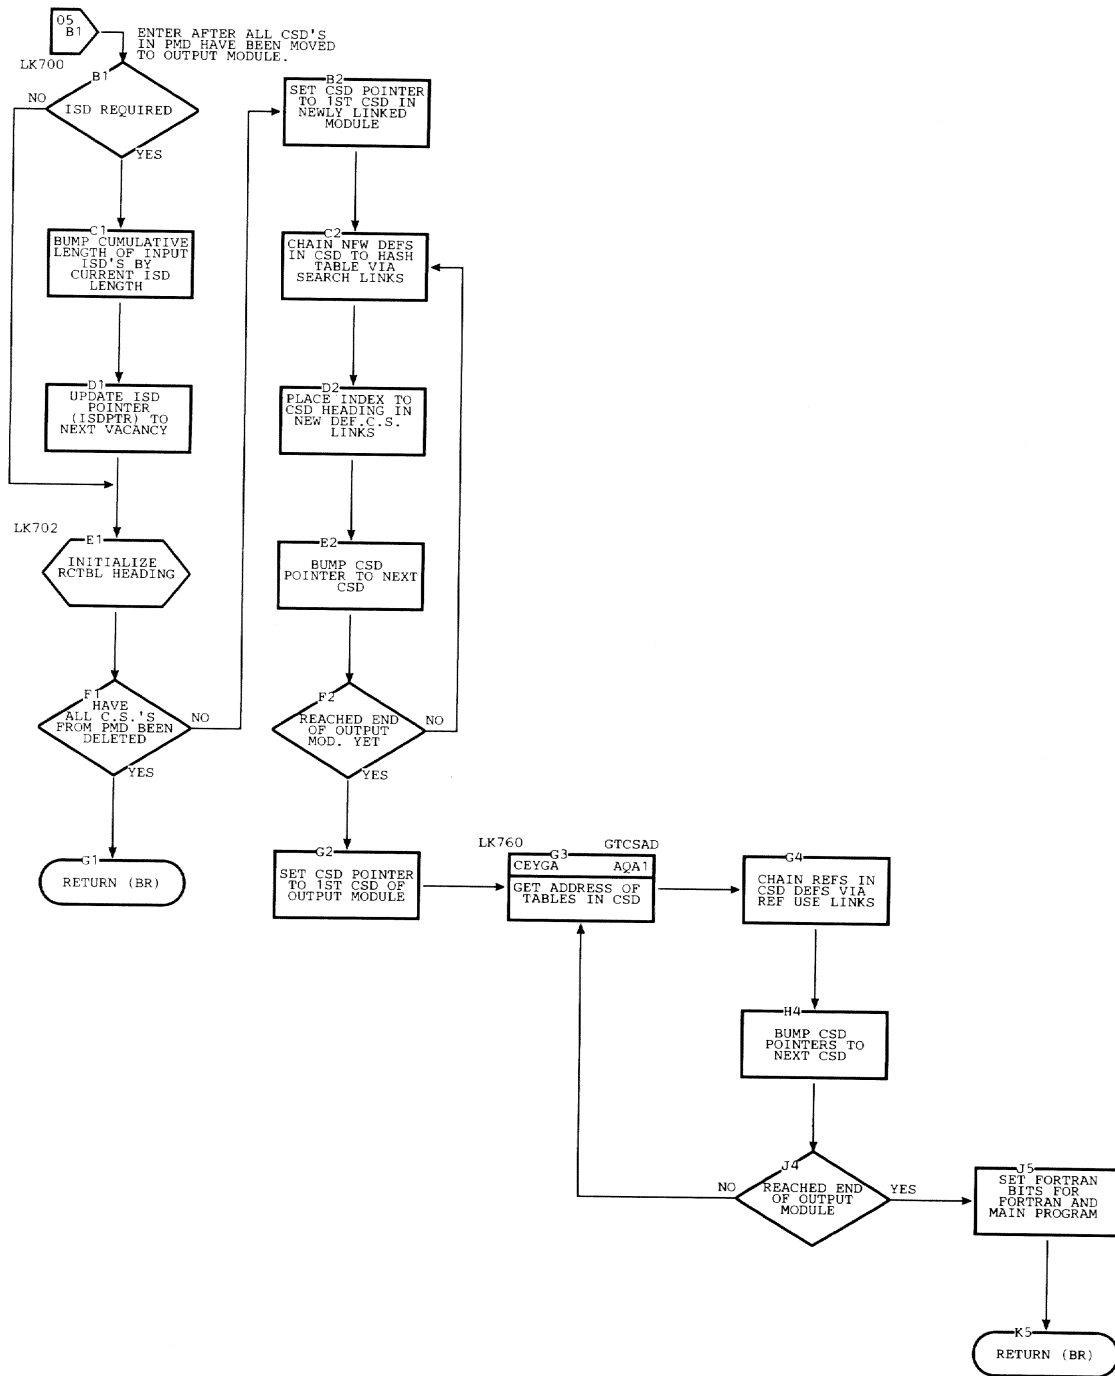 05
B1
ENTER AFTER ALL CSD'S
IN PMD HAVE BEEN MOVED
TO OUTPUT MODULE.
LK700
B1
ISD REQUIRED
NO
YES
C1
BUMP CUMULATIVE
LENGTH OF INPUT
ISD'S BY
CURRENT ISD
LENGTH
D1
UPDATE ISD
POINTER
(ISDPTR) TO
NEXT VACANCY
LK702
E1
INITIALIZE
RCTBL HEADING
F1
HAVE
ALL C.S.'S
FROM PMD BEEN
DELETED
NO
YES
G1
RETURN (BR)
B2
SET CSD POINTER
TO 1ST CSD IN
NEWLY LINKED
MODULE
C2
CHAIN NEW DEFS
IN CSD TO HASH
TABLE VIA
SEARCH LINKS
D2
PLACE INDEX TO
CSD HEADING IN
NEW DEF.C.S.
LINKS
E2
BUMP CSD
POINTER TO NEXT
CSD
F2
REACHED END
OF OUTPUT
MOD. YET
NO
YES
G2
SET CSD POINTER
TO 1ST CSD OF
OUTPUT MODULE
LK760
G3
GTCSAD
CEYGA AQA1
GET ADDRESS OF
TABLES IN CSD
G4
CHAIN REFS IN
CSD DEFS VIA
REF USE LINKS
H4
BUMP CSD
POINTERS TO
NEXT CSD
J4
REACHED END
OF OUTPUT
MODULE
NO
YES
J5
SET FORTRAN
BITS FOR
FORTRAN AND
MAIN PROGRAM
K5
RETURN (BR)